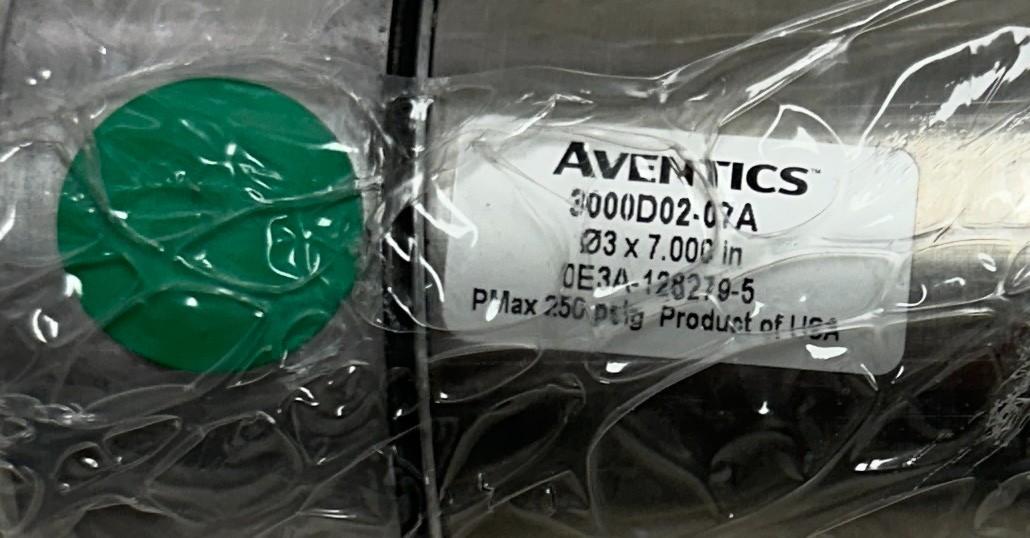 AVENTICS™
3000D02-07A
Ø3 x 7.000 in
0E3A-128279-5
PMax 250 psig Product of USA